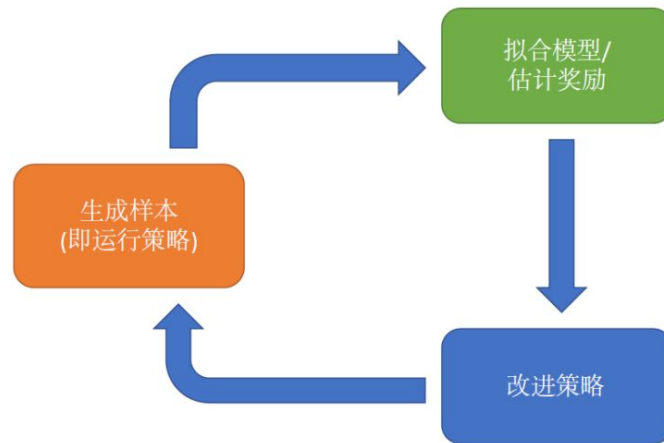 拟合模型/
估计奖励
生成样本
(即运行策略)
改进策略